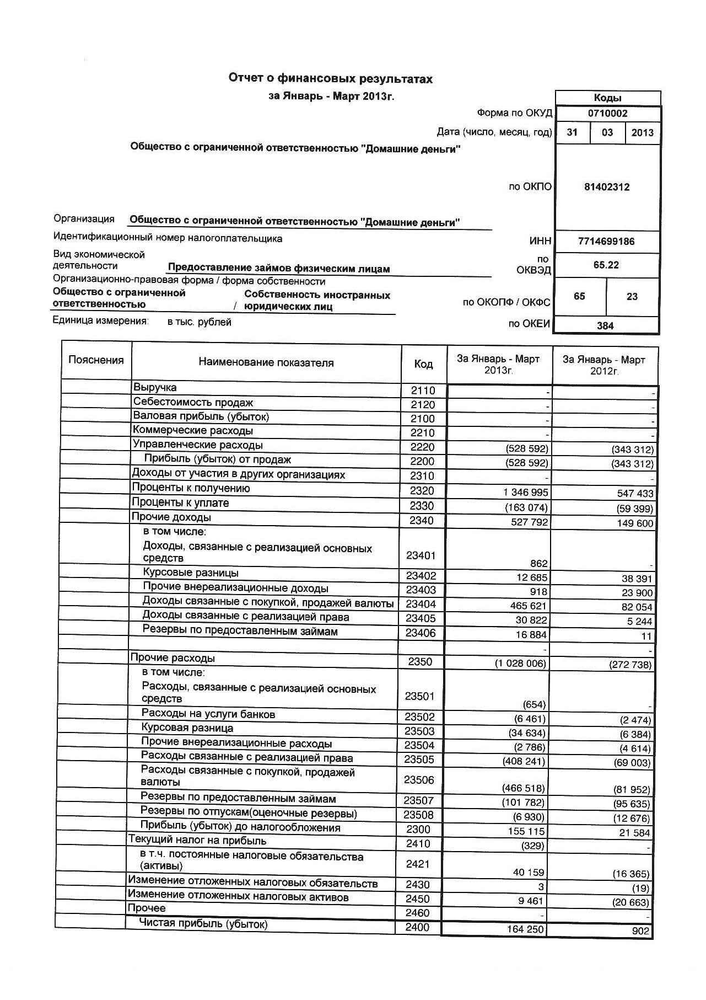 Отчет о финансовых результатах
за Январь - Март 2013г.
Коды
Форма по ОКУД 0710002
Дата (число, месяц, год) 31 03 2013
Общество с ограниченной ответственностью "Домашние деньги"
по ОКПО 81402312
Организация Общество с ограниченной ответственностью "Домашние деньги"
Идентификационный номер налогоплательщика ИНН 7714699186
Вид экономической
деятельности Предоставление займов физическим лицам
по
ОКВЭД 65.22
Организационно-правовая форма / форма собственности
Общество с ограниченной
ответственностью / Собственность иностранных
юридических лиц
по ОКОПФ / ОКФС 65 23
Единица измерения: в тыс. рублей по ОКЕИ 384
Пояснения Наименование показателя Код За Январь - Март
2013г. За Январь - Март
2012г.
Выручка 2110 - -
Себестоимость продаж 2120 - -
Валовая прибыль (убыток) 2100 - -
Коммерческие расходы 2210 - -
Управленческие расходы 2220 (528 592) (343 312)
Прибыль (убыток) от продаж 2200 (528 592) (343 312)
Доходы от участия в других организациях 2310 - -
Проценты к получению 2320 1 346 995 547 433
Проценты к уплате 2330 (163 074) (59 399)
Прочие доходы 2340 527 792 149 600
в том числе:
Доходы, связанные с реализацией основных
средств 23401 862 -
Курсовые разницы 23402 12 685 38 391
Прочие внереализационные доходы 23403 918 23 900
Доходы связанные с покупкой, продажей валюты 23404 465 621 82 054
Доходы связанные с реализацией права 23405 30 822 5 244
Резервы по предоставленным займам 23406 16 884 11
- -
Прочие расходы 2350 (1 028 006) (272 738)
в том числе:
Расходы, связанные с реализацией основных
средств 23501 (654) -
Расходы на услуги банков 23502 (6 461) (2 474)
Курсовая разница 23503 (34 634) (6 384)
Прочие внереализационные расходы 23504 (2 786) (4 614)
Расходы связанные с реализацией права 23505 (408 241) (69 003)
Расходы связанные с покупкой, продажей
валюты 23506 (466 518) (81 952)
Резервы по предоставленным займам 23507 (101 782) (95 635)
Резервы по отпускам(оценочные резервы) 23508 (6 930) (12 676)
Прибыль (убыток) до налогообложения 2300 155 115 21 584
Текущий налог на прибыль 2410 (329) -
в т.ч. постоянные налоговые обязательства
(активы) 2421 40 159 (16 365)
Изменение отложенных налоговых обязательств 2430 3 (19)
Изменение отложенных налоговых активов 2450 9 461 (20 663)
Прочее 2460 - -
Чистая прибыль (убыток) 2400 164 250 902